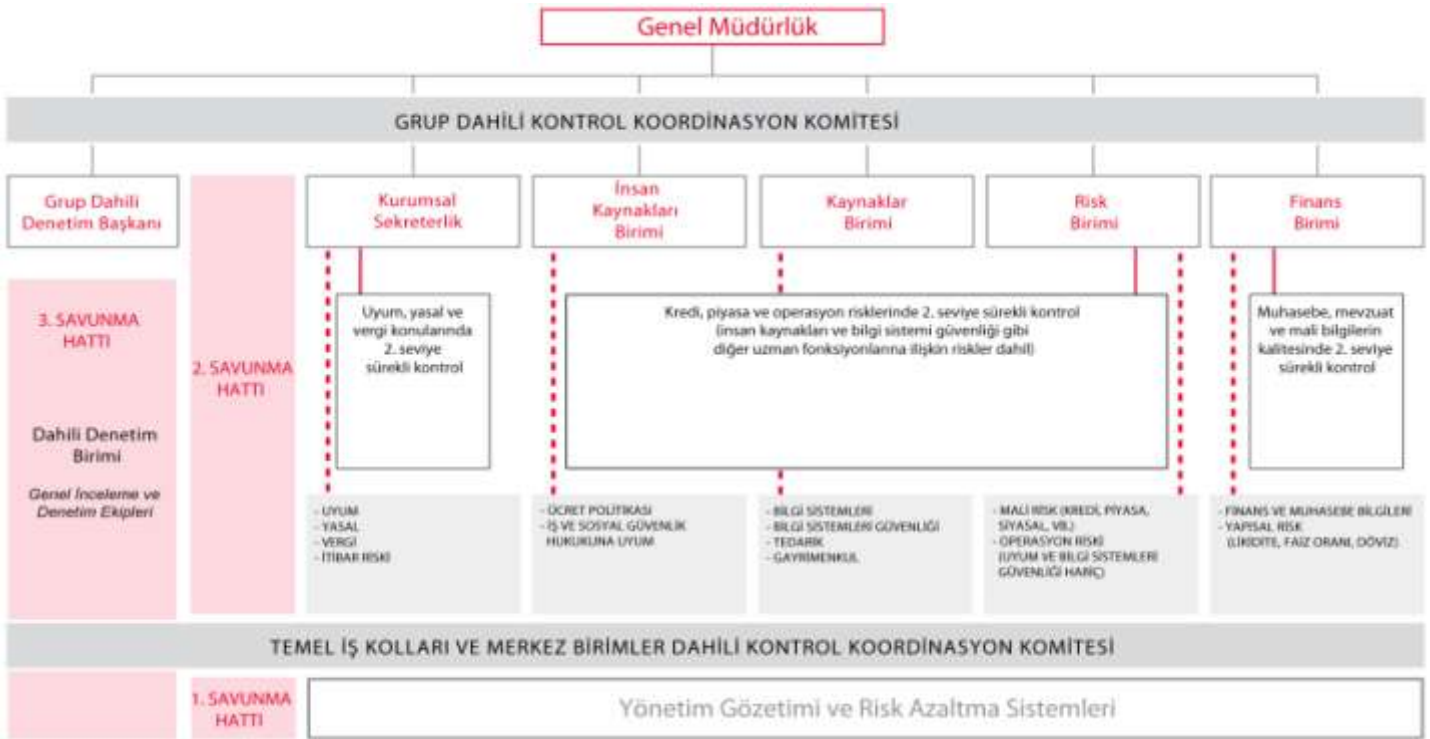 Genel Müdürlük
GRUP DAHİLİ KONTROL KOORDİNASYON KOMİTESİ
Grup Dahili
Denetim Başkanı
Kurumsal
Sekreterlik
İnsan
Kaynakları
Birimi
Kaynaklar
Birimi
Risk
Birimi
Finans
Birimi
3. SAVUNMA
HATTI
Dahili Denetim
Birimi
Genel İnceleme ve
Denetim Ekipleri
2. SAVUNMA
HATTI
Uyum, yasal ve
vergi konularında
2. seviye
sürekli kontrol
Kredi, piyasa ve operasyon risklerinde 2. seviye sürekli kontrol
(insan kaynakları ve bilgi sistemi güvenliği gibi
diğer uzman fonksiyonlarına ilişkin riskler dahil)
Muhasebe, mevzuat
ve mali bilgilerin
kalitesinde 2. seviye
sürekli kontrol
- UYUM
- YASAL
- VERGİ
- İTİBAR RİSKİ
- ÜCRET POLİTİKASI
- İŞ VE SOSYAL GÜVENLİK
HUKUKUNA UYUM
- BİLGİ SİSTEMLERİ
- BİLGİ SİSTEMLERİ GÜVENLİĞİ
- TEDARİK
- GAYRİMENKUL
- MALİ RİSK (KREDİ, PİYASA,
SİYASAL, VB.)
- OPERASYON RİSKİ
(UYUM VE BİLGİ SİSTEMLERİ
GÜVENLİĞİ HARİÇ)
- FİNANS VE MUHASEBE BİLGİLERİ
- YAPISAL RİSK
(LİKİDİTE, FAİZ ORANI, DÖVİZ)
TEMEL İŞ KOLLARI VE MERKEZ BİRİMLER DAHİLİ KONTROL KOORDİNASYON KOMİTESİ
1. SAVUNMA
HATTI
Yönetim Gözetimi ve Risk Azaltma Sistemleri